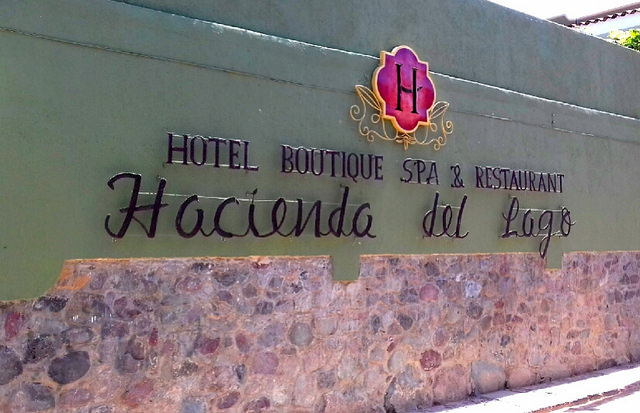 H
HOTEL BOUTIQUE SPA & RESTAURANT
Hacienda del Lago